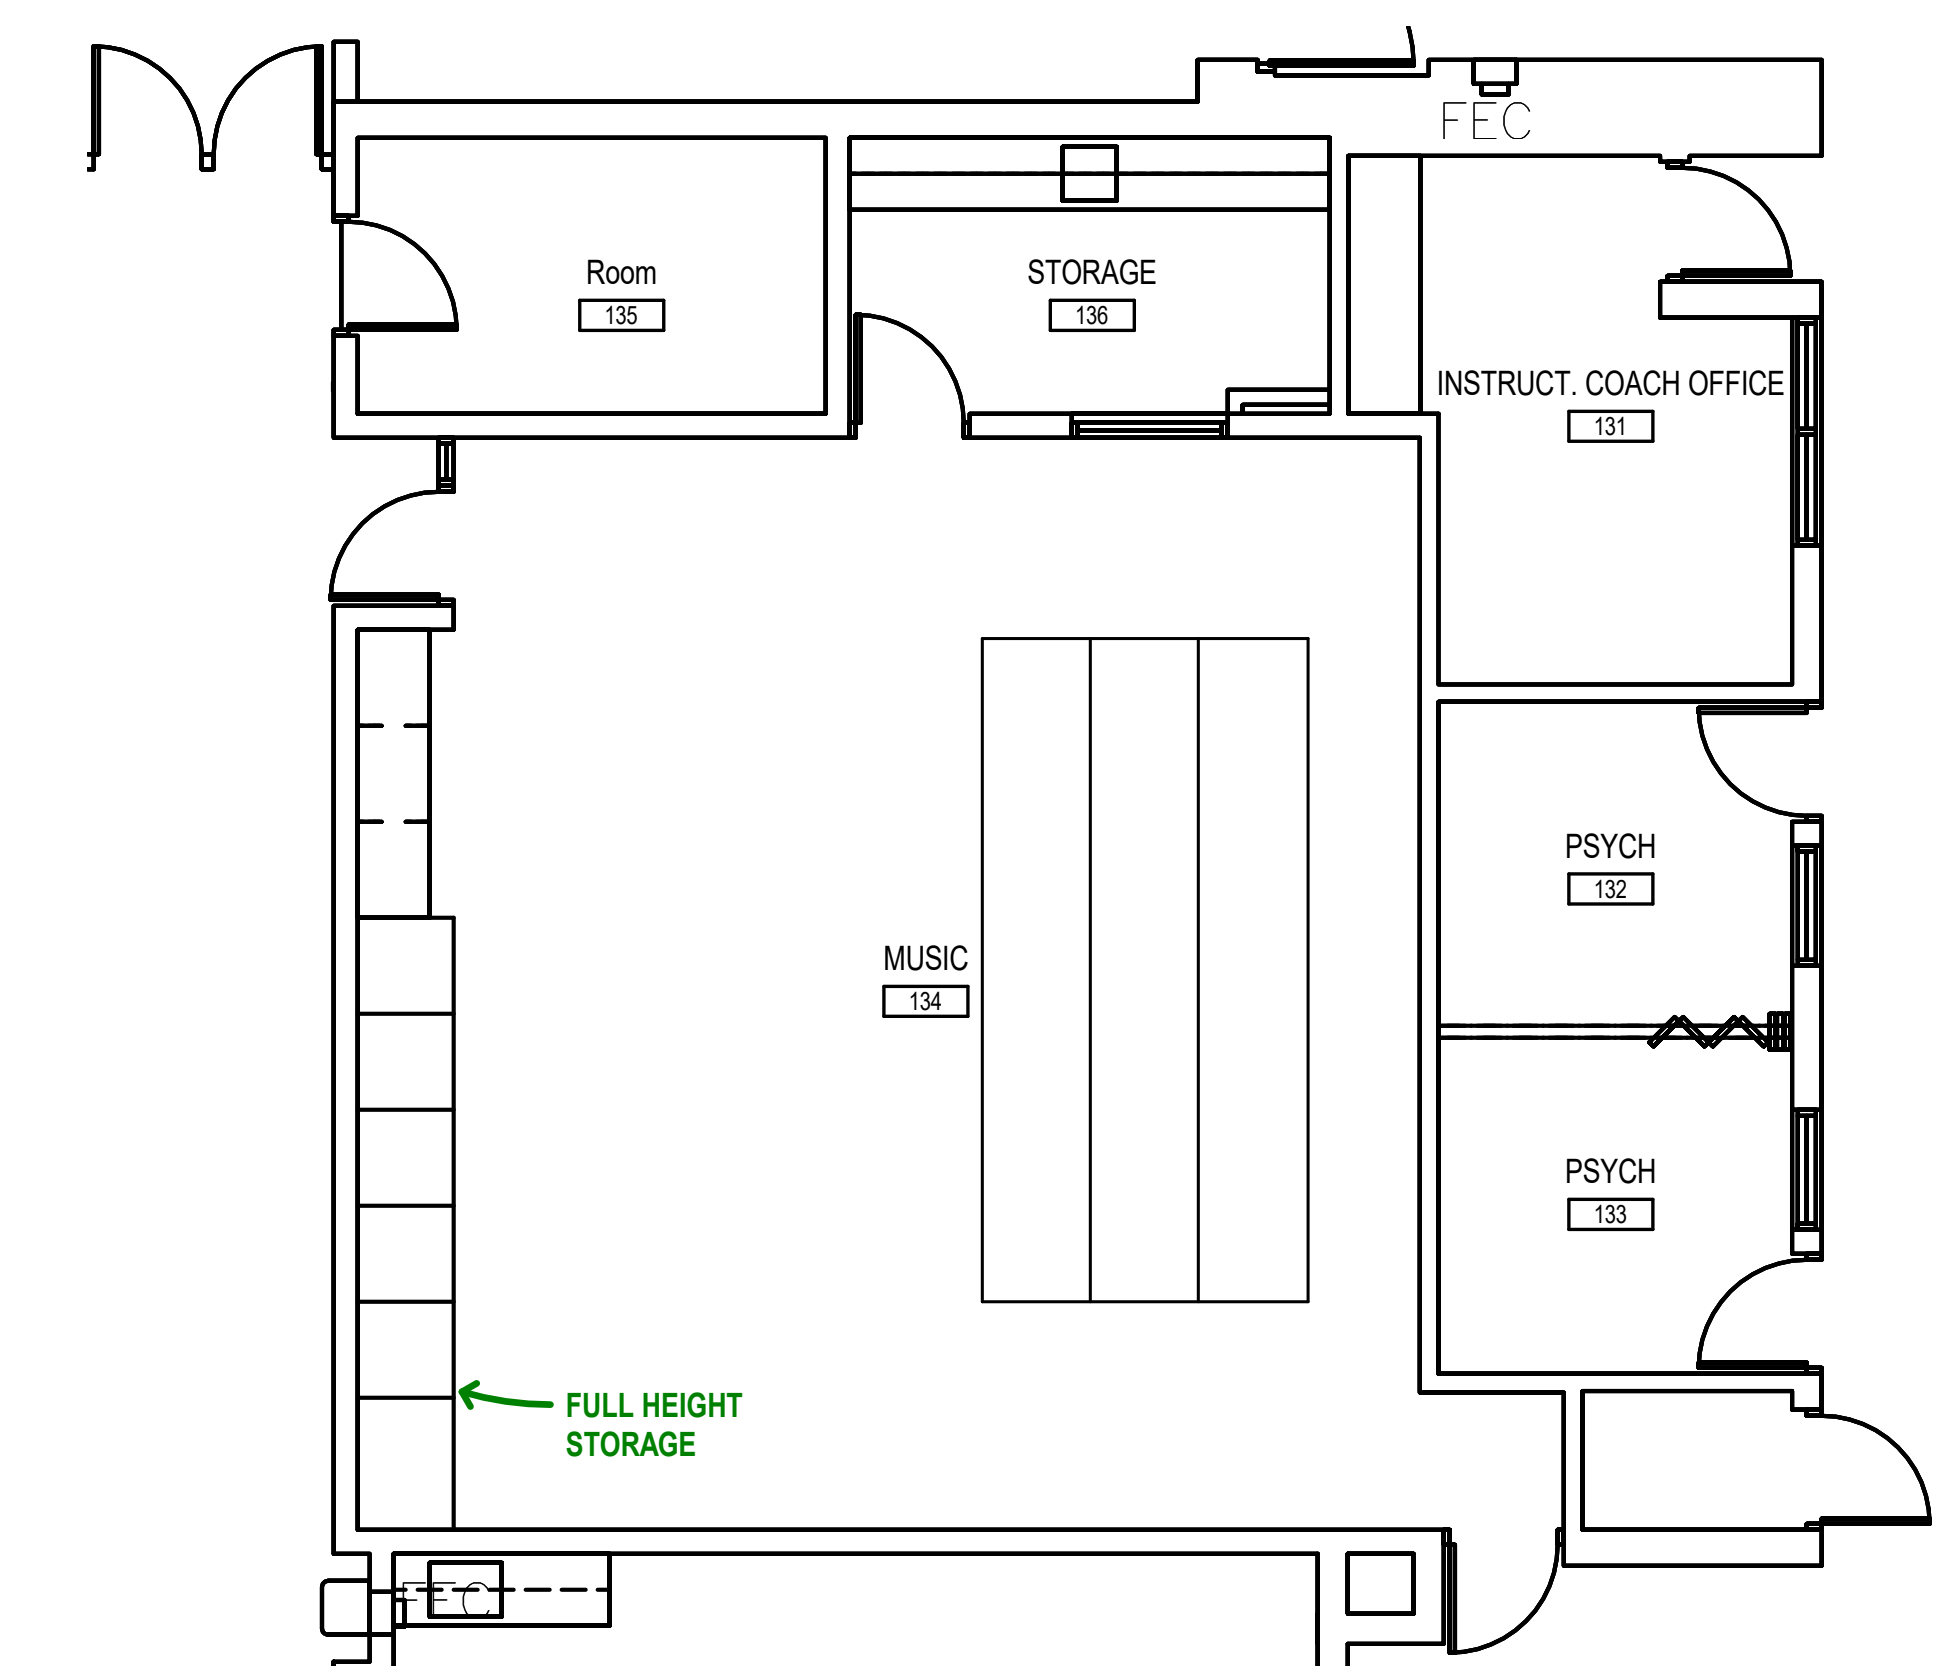 FEC
Room
135
STORAGE
136
INSTRUCT. COACH OFFICE
131
PSYCH
132
MUSIC
134
PSYCH
133
FULL HEIGHT
STORAGE
FEC